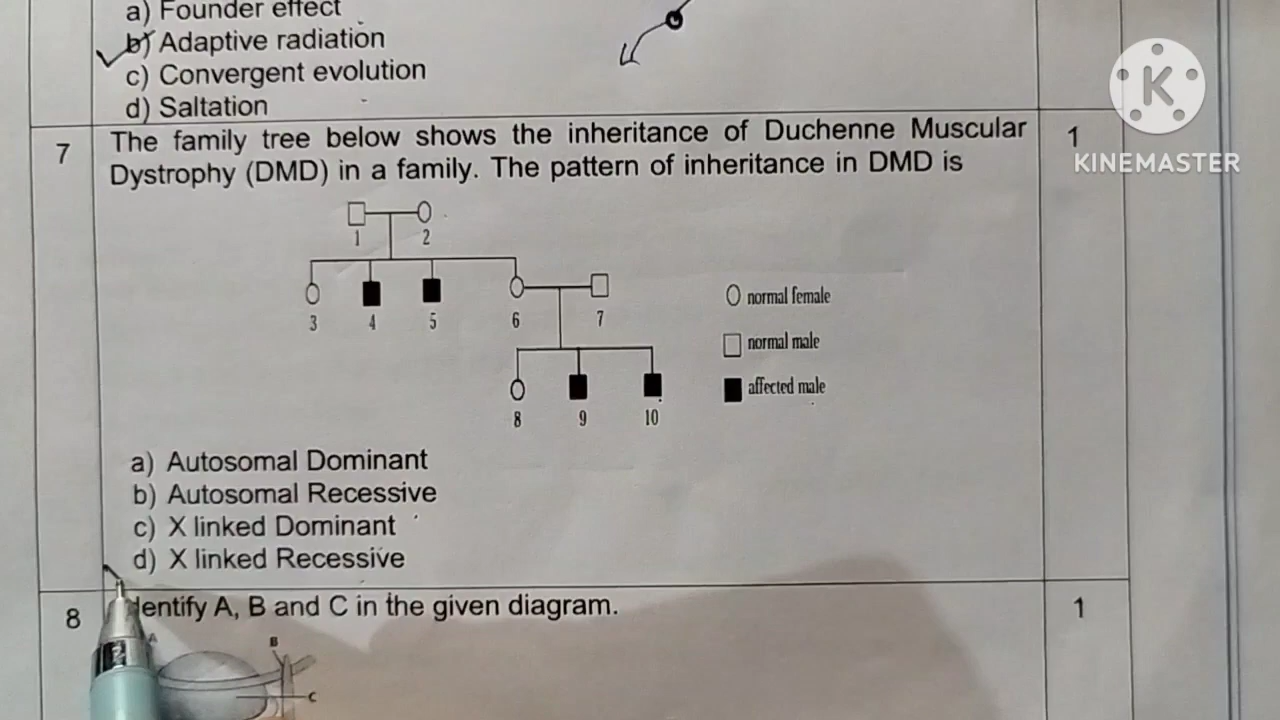 a) Founder effect
b) Adaptive radiation
c) Convergent evolution
d) Saltation
7 The family tree below shows the inheritance of Duchenne Muscular 1
Dystrophy (DMD) in a family. The pattern of inheritance in DMD is
K
KINEMASTER
1 2
3 4 5 6 7
8 9 10
normal female
normal male
affected male
a) Autosomal Dominant
b) Autosomal Recessive
c) X linked Dominant
d) X linked Recessive
8 dentify A, B and C in the given diagram. 1
A B
C